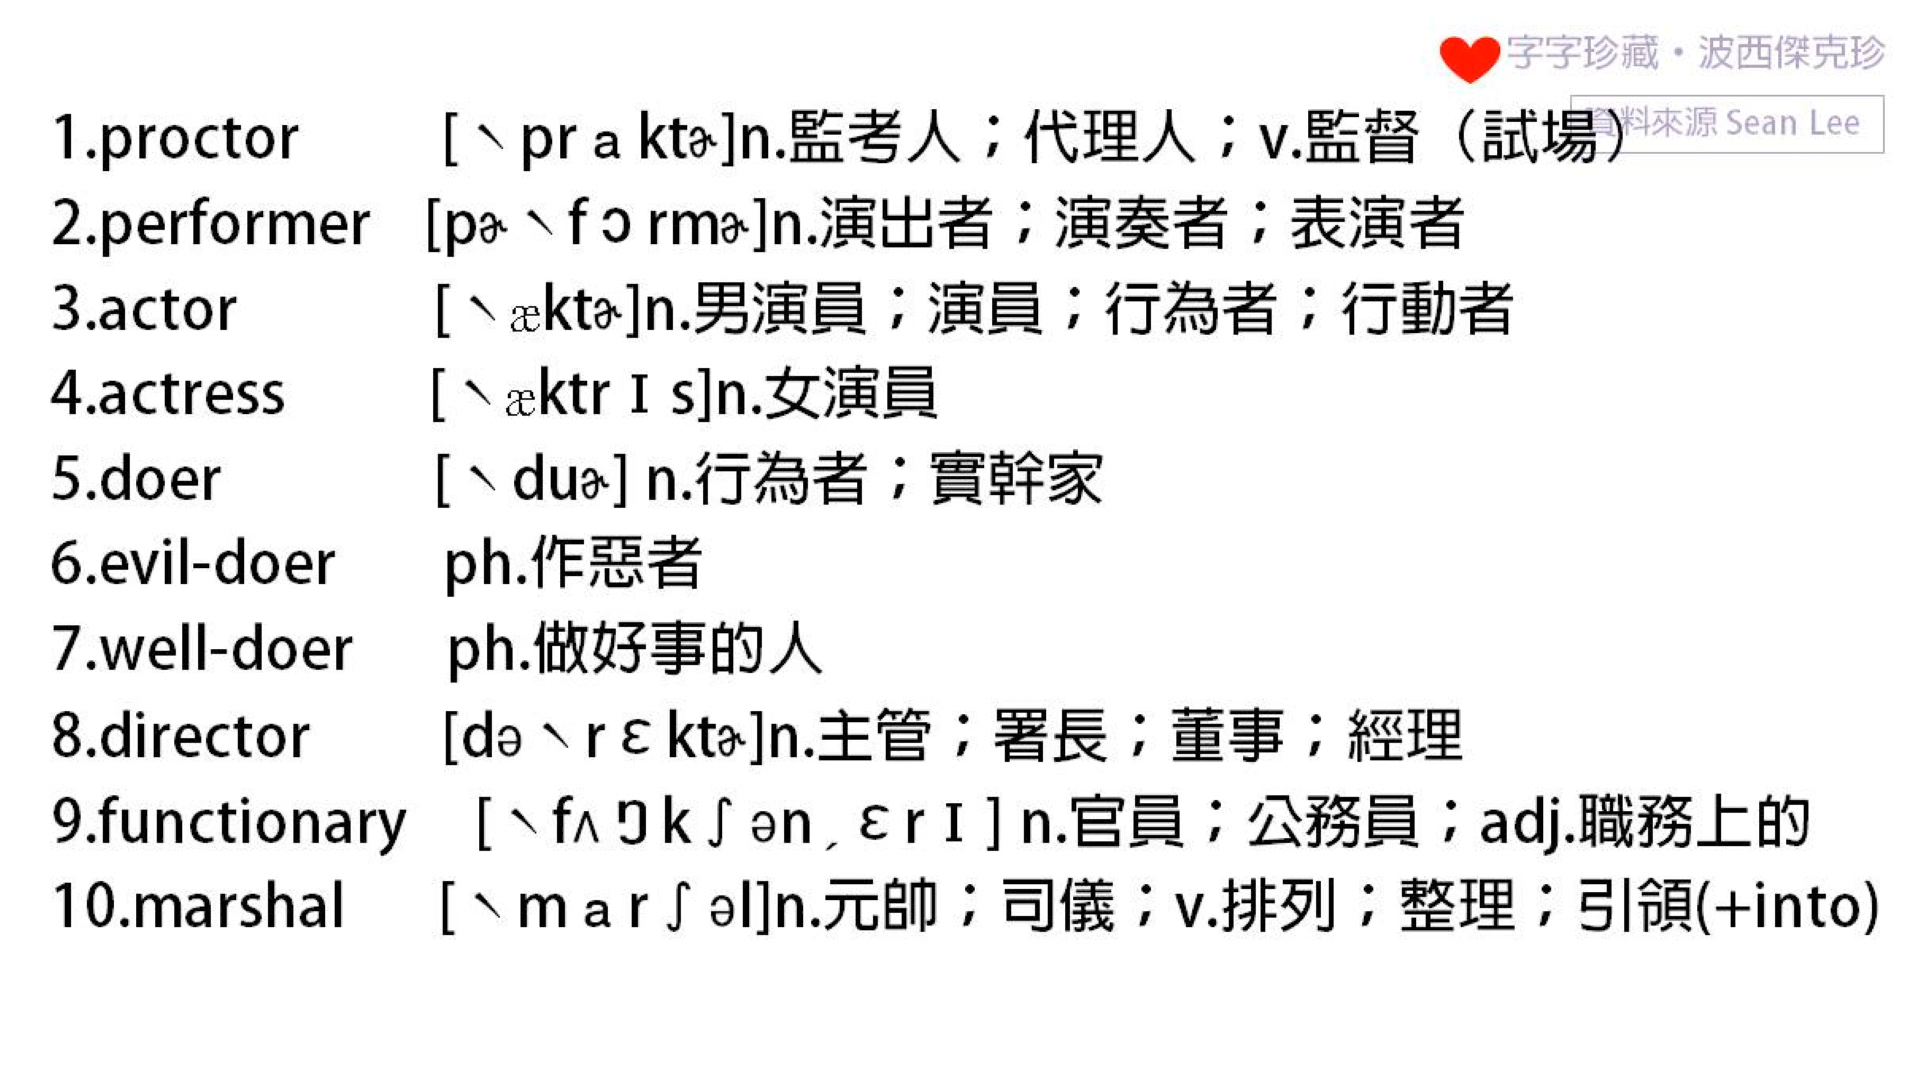 字字珍藏・波西傑克珍
資料來源 Sean Lee
1.proctor [ˋprɑktɚ]n.監考人；代理人；v.監督（試場）
2.performer [pɚˋfɔrmɚ]n.演出者；演奏者；表演者
3.actor [ˋæktɚ]n.男演員；演員；行為者；行動者
4.actress [ˋæktrɪs]n.女演員
5.doer [ˋduɚ] n.行為者；實幹家
6.evil-doer ph.作惡者
7.well-doer ph.做好事的人
8.director [dəˋrɛktɚ]n.主管；署長；董事；經理
9.functionary [ˋfʌŋkʃənˏɛrɪ] n.官員；公務員；adj.職務上的
10.marshal [ˋmɑrʃəl]n.元帥；司儀；v.排列；整理；引領(+into)